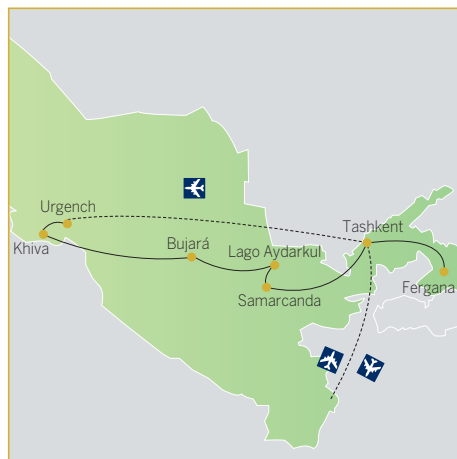 Urgench
Khiva
Bujará
Lago Aydarkul
Samarcanda
Tashkent
Fergana